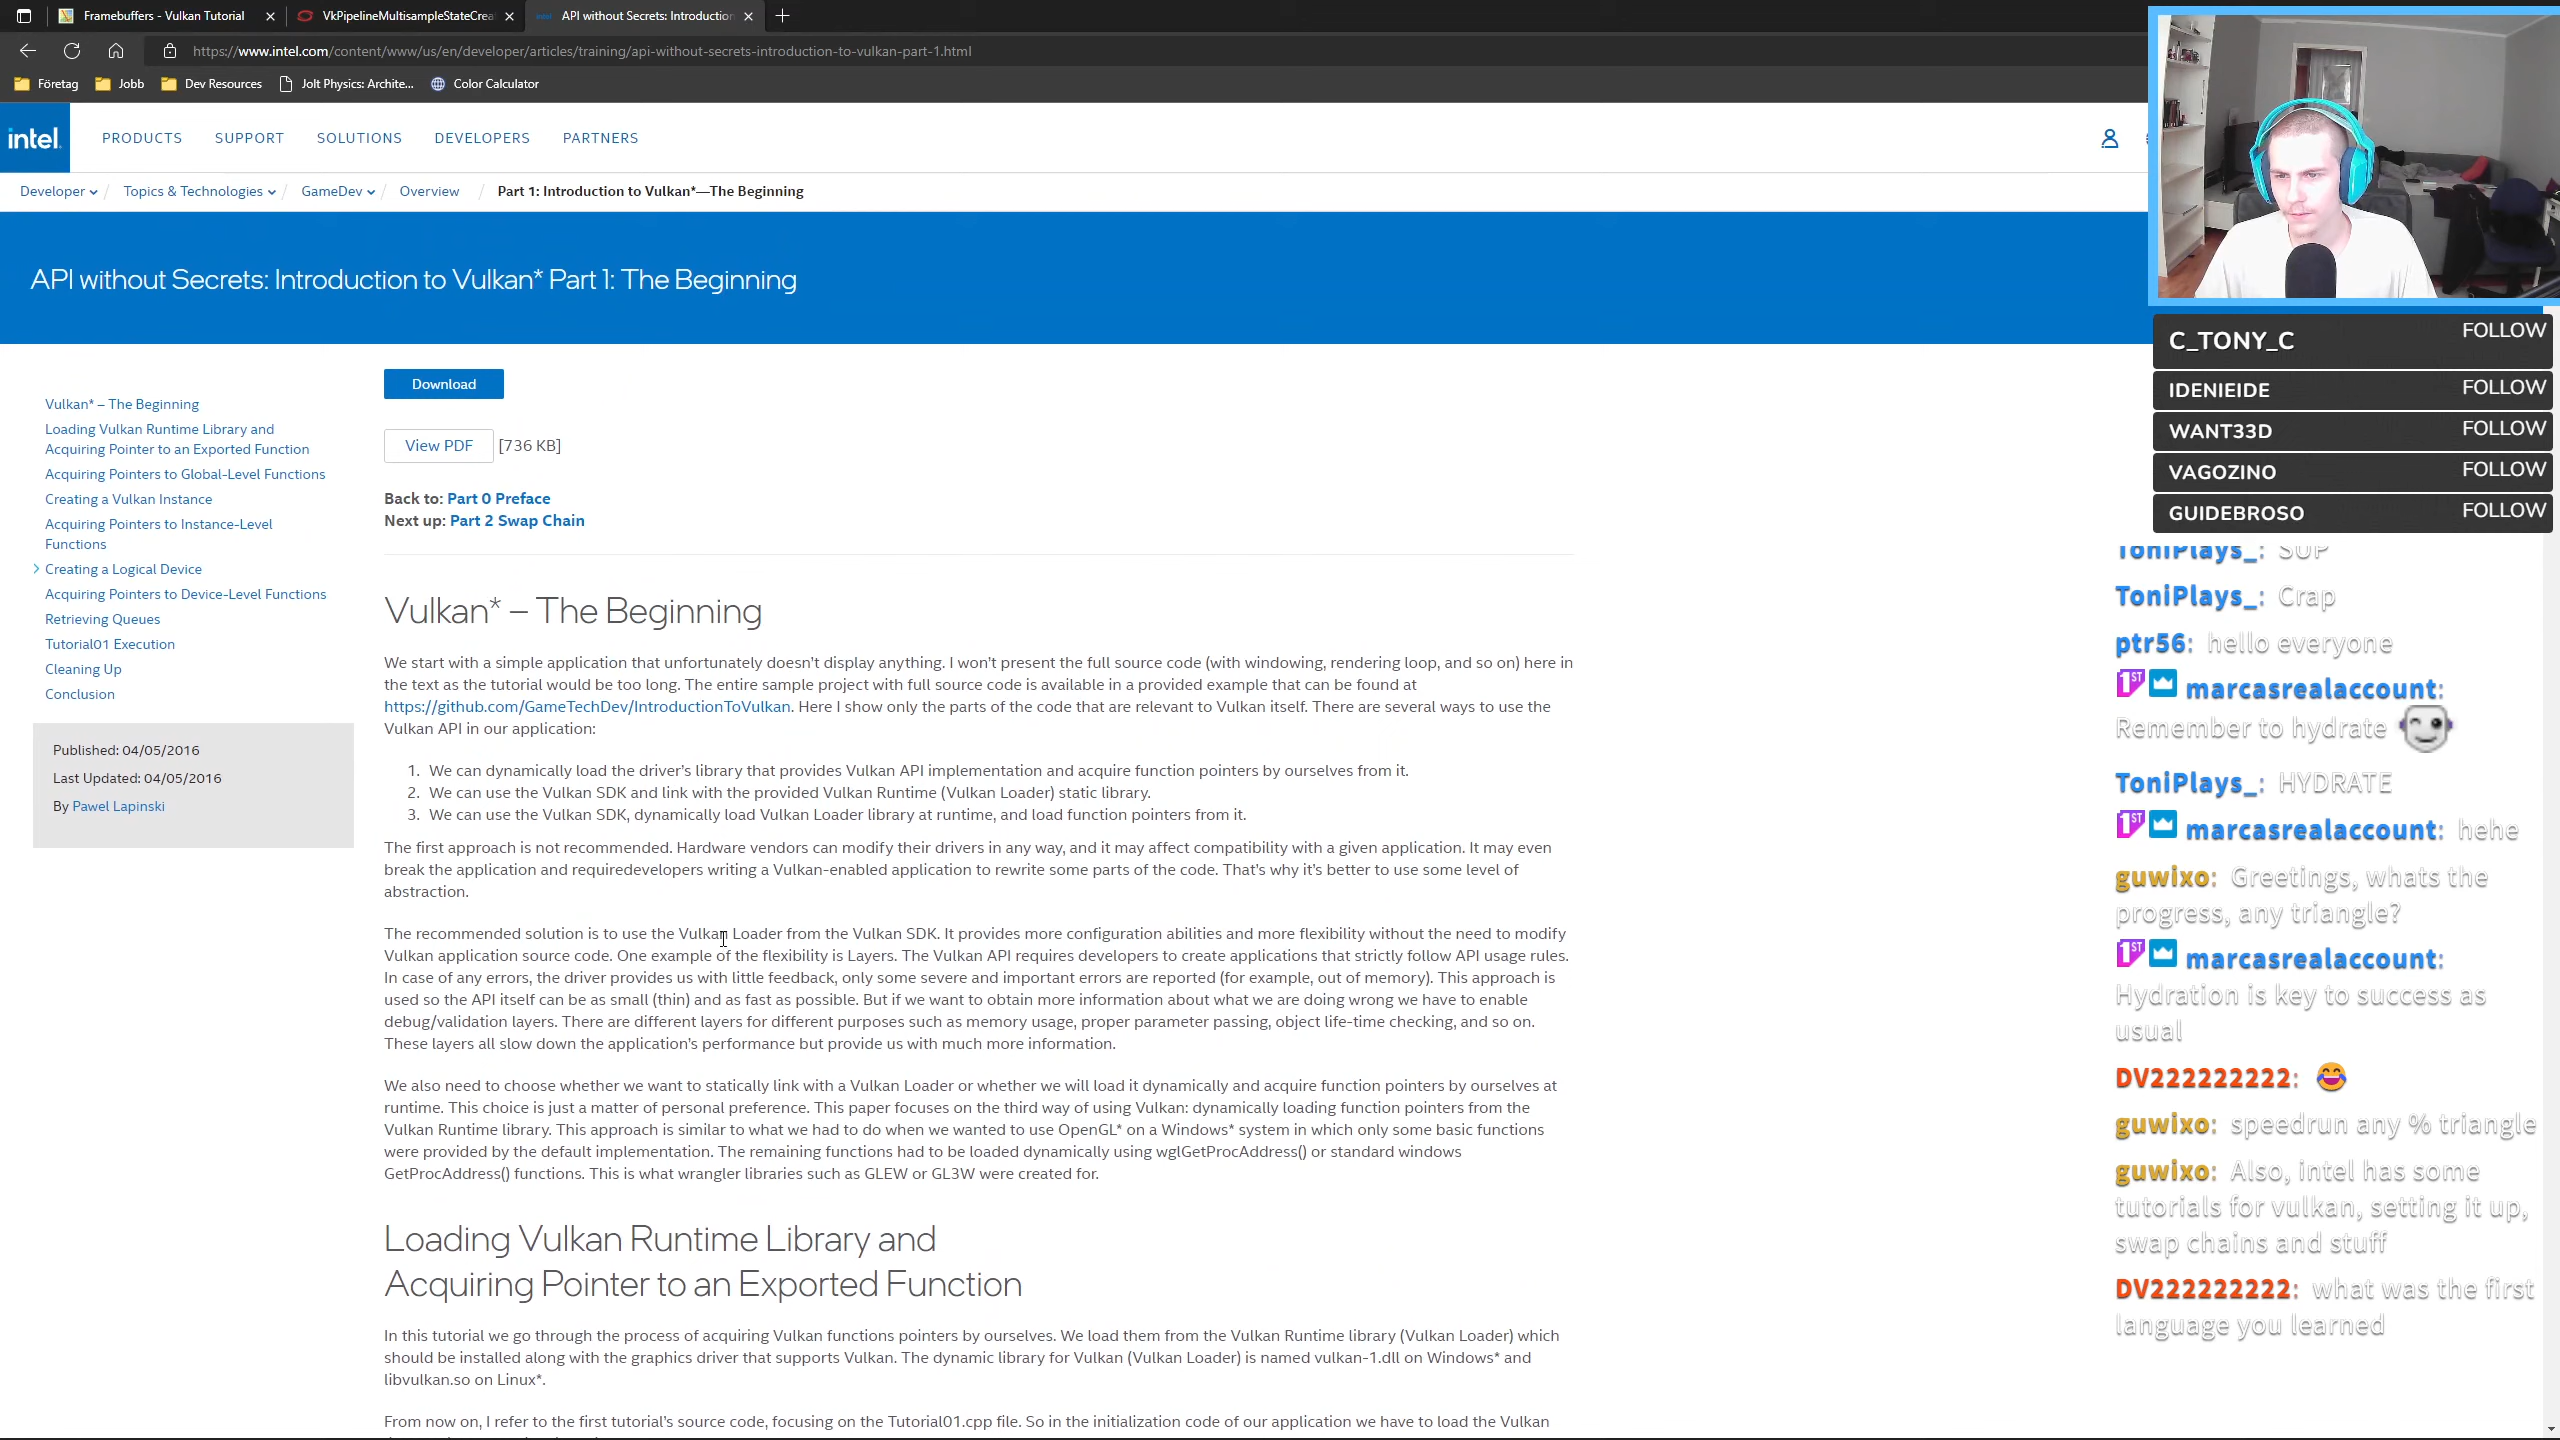 Framebuffers - Vulkan Tutorial
VkPipelineMultisampleStateCrea
API without Secrets: Introduction
https://www.intel.com/content/www/us/en/developer/articles/training/api-without-secrets-introduction-to-vulkan-part-1.html
Företag
Jobb
Dev Resources
Jolt Physics: Archite...
Color Calculator
intel.
PRODUCTS
SUPPORT
SOLUTIONS
DEVELOPERS
PARTNERS
Developer
Topics & Technologies
GameDev
Overview
Part 1: Introduction to Vulkan*—The Beginning
API without Secrets: Introduction to Vulkan* Part 1: The Beginning
Vulkan* – The Beginning
Loading Vulkan Runtime Library and
Acquiring Pointer to an Exported Function
Acquiring Pointers to Global-Level Functions
Creating a Vulkan Instance
Acquiring Pointers to Instance-Level
Functions
Creating a Logical Device
Acquiring Pointers to Device-Level Functions
Retrieving Queues
Tutorial01 Execution
Cleaning Up
Conclusion
Published: 04/05/2016
Last Updated: 04/05/2016
By Pawel Lapinski
Download
View PDF [736 KB]
Back to: Part 0 Preface
Next up: Part 2 Swap Chain
Vulkan* – The Beginning
We start with a simple application that unfortunately doesn't display anything. I won't present the full source code (with windowing, rendering loop, and so on) here in
the text as the tutorial would be too long. The entire sample project with full source code is available in a provided example that can be found at
https://github.com/GameTechDev/IntroductionToVulkan. Here I show only the parts of the code that are relevant to Vulkan itself. There are several ways to use the
Vulkan API in our application:
1. We can dynamically load the driver's library that provides Vulkan API implementation and acquire function pointers by ourselves from it.
2. We can use the Vulkan SDK and link with the provided Vulkan Runtime (Vulkan Loader) static library.
3. We can use the Vulkan SDK, dynamically load Vulkan Loader library at runtime, and load function pointers from it.
The first approach is not recommended. Hardware vendors can modify their drivers in any way, and it may affect compatibility with a given application. It may even
break the application and requiredevelopers writing a Vulkan-enabled application to rewrite some parts of the code. That's why it's better to use some level of
abstraction.
The recommended solution is to use the Vulkan Loader from the Vulkan SDK. It provides more configuration abilities and more flexibility without the need to modify
Vulkan application source code. One example of the flexibility is Layers. The Vulkan API requires developers to create applications that strictly follow API usage rules.
In case of any errors, the driver provides us with little feedback, only some severe and important errors are reported (for example, out of memory). This approach is
used so the API itself can be as small (thin) and as fast as possible. But if we want to obtain more information about what we are doing wrong we have to enable
debug/validation layers. There are different layers for different purposes such as memory usage, proper parameter passing, object life-time checking, and so on.
These layers all slow down the application's performance but provide us with much more information.
We also need to choose whether we want to statically link with a Vulkan Loader or whether we will load it dynamically and acquire function pointers by ourselves at
runtime. This choice is just a matter of personal preference. This paper focuses on the third way of using Vulkan: dynamically loading function pointers from the
Vulkan Runtime library. This approach is similar to what we had to do when we wanted to use OpenGL* on a Windows* system in which only some basic functions
were provided by the default implementation. The remaining functions had to be loaded dynamically using wglGetProcAddress() or standard windows
GetProcAddress() functions. This is what wrangler libraries such as GLEW or GL3W were created for.
Loading Vulkan Runtime Library and
Acquiring Pointer to an Exported Function
In this tutorial we go through the process of acquiring Vulkan functions pointers by ourselves. We load them from the Vulkan Runtime library (Vulkan Loader) which
should be installed along with the graphics driver that supports Vulkan. The dynamic library for Vulkan (Vulkan Loader) is named vulkan-1.dll on Windows* and
libvulkan.so on Linux*.
From now on, I refer to the first tutorial's source code, focusing on the Tutorial01.cpp file. So in the initialization code of our application we have to load the Vulkan
C_TONY_C FOLLOW
IDENIEIDE FOLLOW
WANT33D FOLLOW
VAGOZINO FOLLOW
GUIDEBROSO FOLLOW
ToniPlays_: SUP
ToniPlays_: Crap
ptr56: hello everyone
1ST marcasrealaccount:
Remember to hydrate
ToniPlays_: HYDRATE
1ST marcasrealaccount: hehe
guwixo: Greetings, whats the
progress, any triangle?
1ST marcasrealaccount:
Hydration is key to success as
usual
DV222222222:
guwixo: speedrun any % triangle
guwixo: Also, intel has some
tutorials for vulkan, setting it up,
swap chains and stuff
DV222222222: what was the first
language you learned